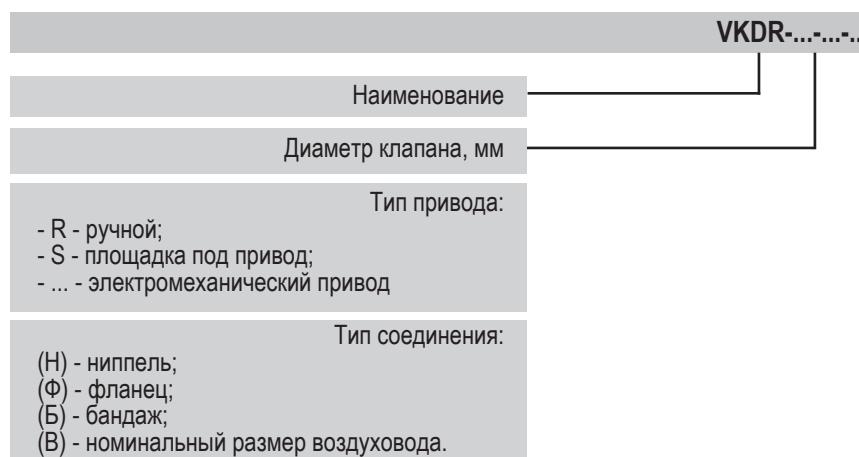 VKDR-...-...-..
Наименование
Диаметр клапана, мм
Тип привода:
- R - ручной;
- S - площадка под привод;
- ... - электромеханический привод
Тип соединения:
(Н) - ниппель;
(Ф) - фланец;
(Б) - бандаж;
(В) - номинальный размер воздуховода.